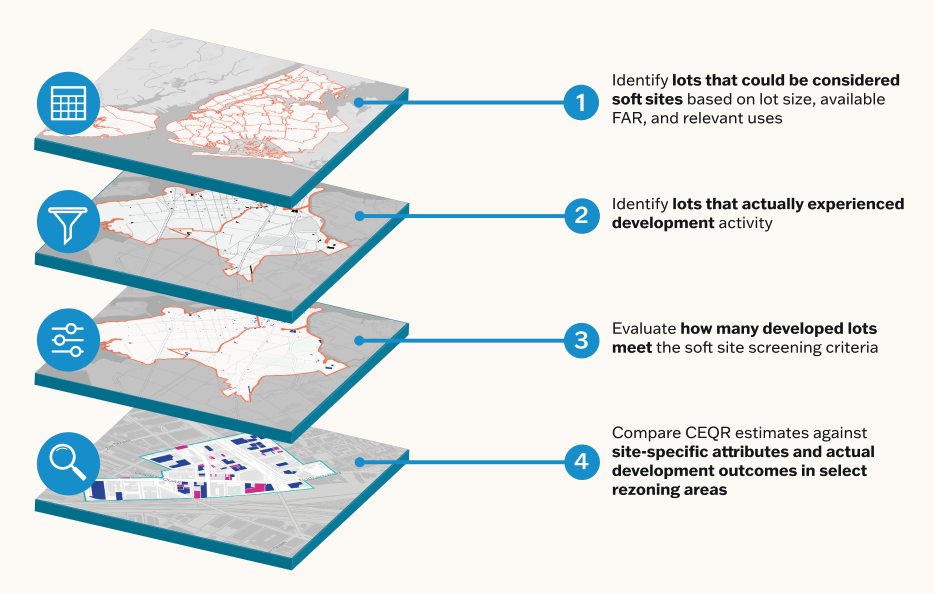 1
Identify lots that could be considered
soft sites based on lot size, available
FAR, and relevant uses
2
Identify lots that actually experienced
development activity
3
Evaluate how many developed lots
meet the soft site screening criteria
4
Compare CEQR estimates against
site-specific attributes and actual
development outcomes in select
rezoning areas